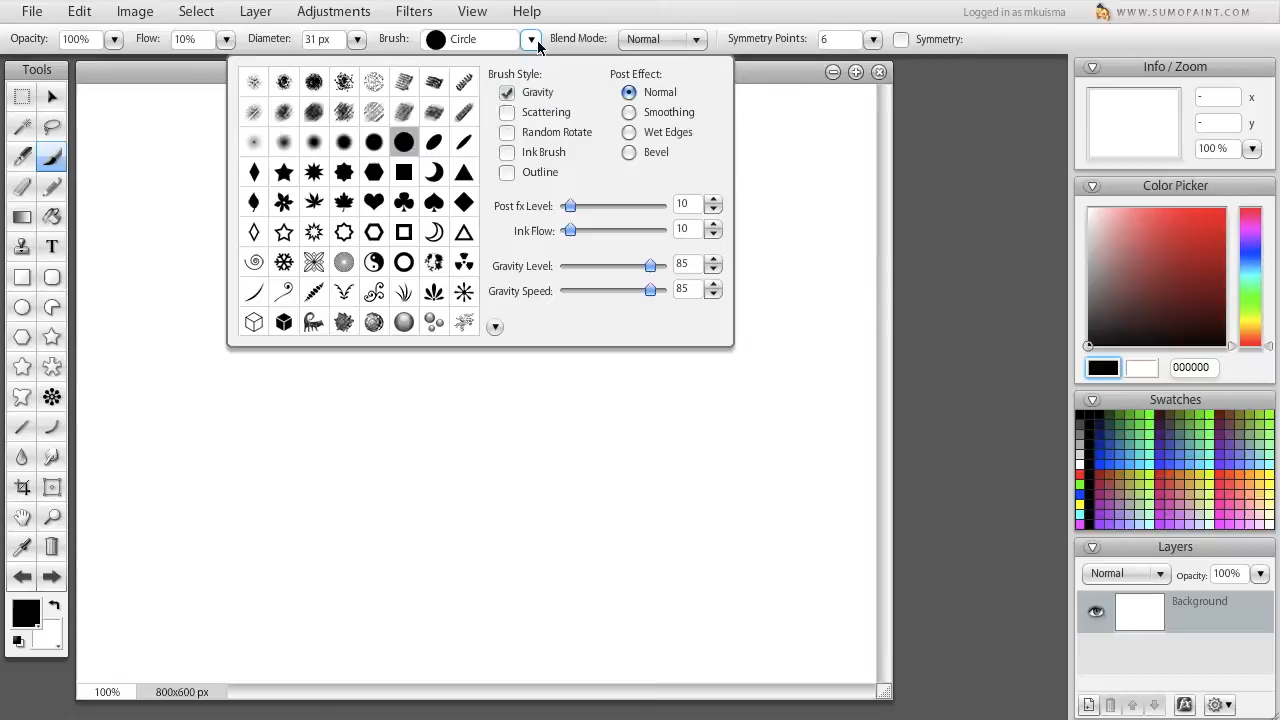 File Edit Image Select Layer Adjustments Filters View Help Logged in as mkuisma WWW.SUMOPAINT.COM
Opacity: 100% Flow: 10% Diameter: 31 px Brush: Circle Blend Mode: Normal Symmetry Points: 6 Symmetry:
Tools
Brush Style: Post Effect:
Gravity Normal
Scattering Smoothing
Random Rotate Wet Edges
Ink Brush Bevel
Outline
Post fx Level: 10
Ink Flow: 10
Gravity Level: 85
Gravity Speed: 85
T
100% 800x600 px
Info / Zoom
- x
- y
100 %
Color Picker
000000
Swatches
Layers
Normal Opacity: 100%
Background